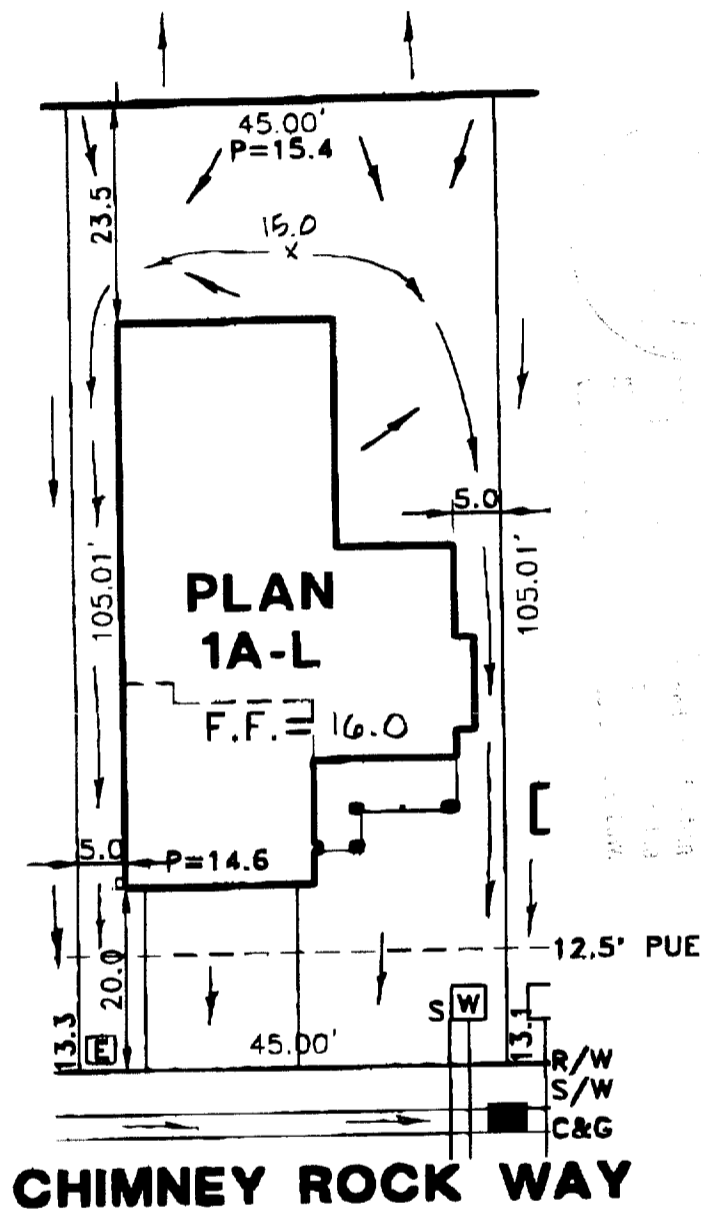 45.00'
P=15.4
23.5
15.0
x
5.0
105.01'
105.01'
PLAN
1A-L
F.F.= 16.0
5.0
P=14.6
12.5' PUE
20.0
S W
13.3
E
45.00'
13.1
R/W
S/W
C&G
CHIMNEY ROCK WAY